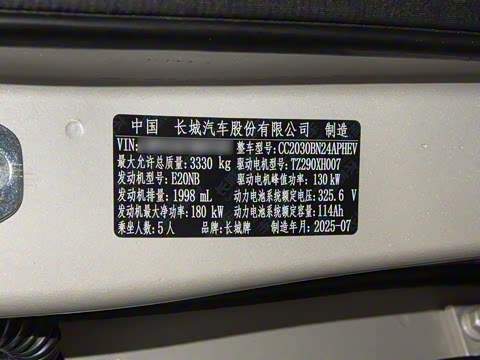 中国 长城汽车股份有限公司 制造
VIN: 整车型号:CC2030BN24APHEV
最大允许总质量:3330 kg 驱动电机型号:TZ290XH007
发动机型号:E20NB 驱动电机峰值功率:130 kW
发动机排量:1998 mL 动力电池系统额定电压:325.6 V
发动机最大净功率:180 kW 动力电池系统额定容量:114Ah
乘坐人数:5人 品牌:长城牌 制造年月:2025-07